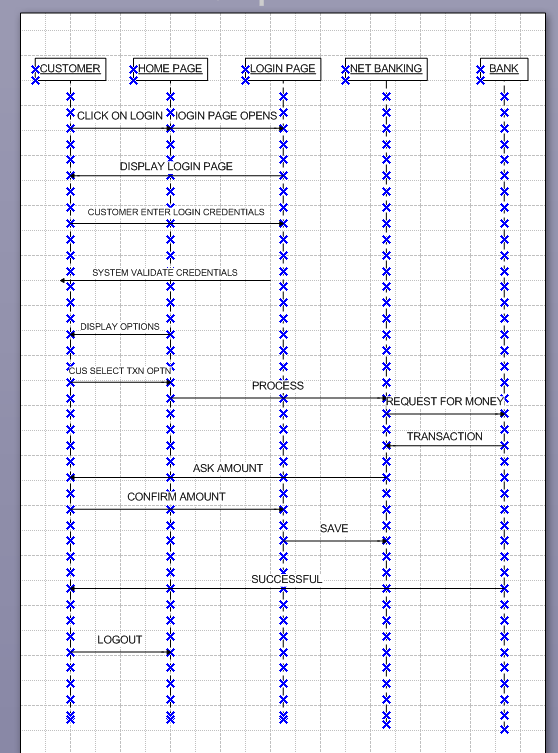 CUSTOMER HOME PAGE LOGIN PAGE NET BANKING BANK
CLICK ON LOGIN lOGIN PAGE OPENS
DISPLAY LOGIN PAGE
CUSTOMER ENTER LOGIN CREDENTIALS
SYSTEM VALIDATE CREDENTIALS
DISPLAY OPTIONS
CUS SELECT TXN OPTN
PROCESS
REQUEST FOR MONEY
TRANSACTION
ASK AMOUNT
CONFIRM AMOUNT
SAVE
SUCCESSFUL
LOGOUT